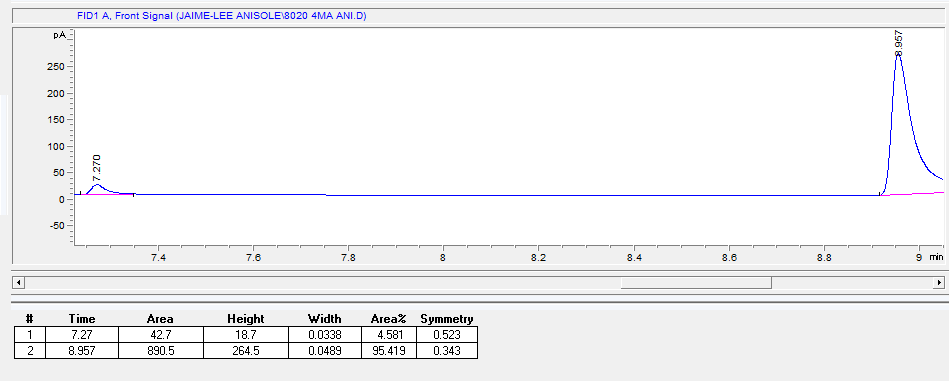 FID1 A, Front Signal (JAIME-LEE ANISOLE\8020 4MA ANI.D)
pA
250
200
150
100
50
0
-50
7.270
8.957
7.4 7.6 7.8 8 8.2 8.4 8.6 8.8 9 min
# Time Area Height Width Area% Symmetry
1 7.27 42.7 18.7 0.0338 4.581 0.523
2 8.957 890.5 264.5 0.0489 95.419 0.343